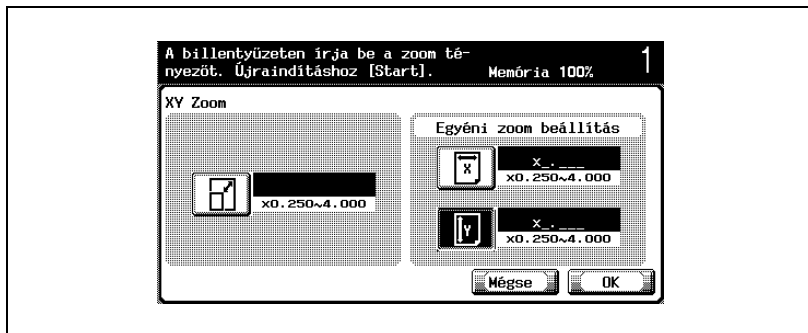 A billentyűzeten írja be a zoom té-
nyezőt. Újraindításhoz [Start].
Memória 100%
1
XY Zoom
x0.250~4.000
Egyéni zoom beállítás
X
x_.___
x0.250~4.000
Y
x_.___
x0.250~4.000
Mégse
OK